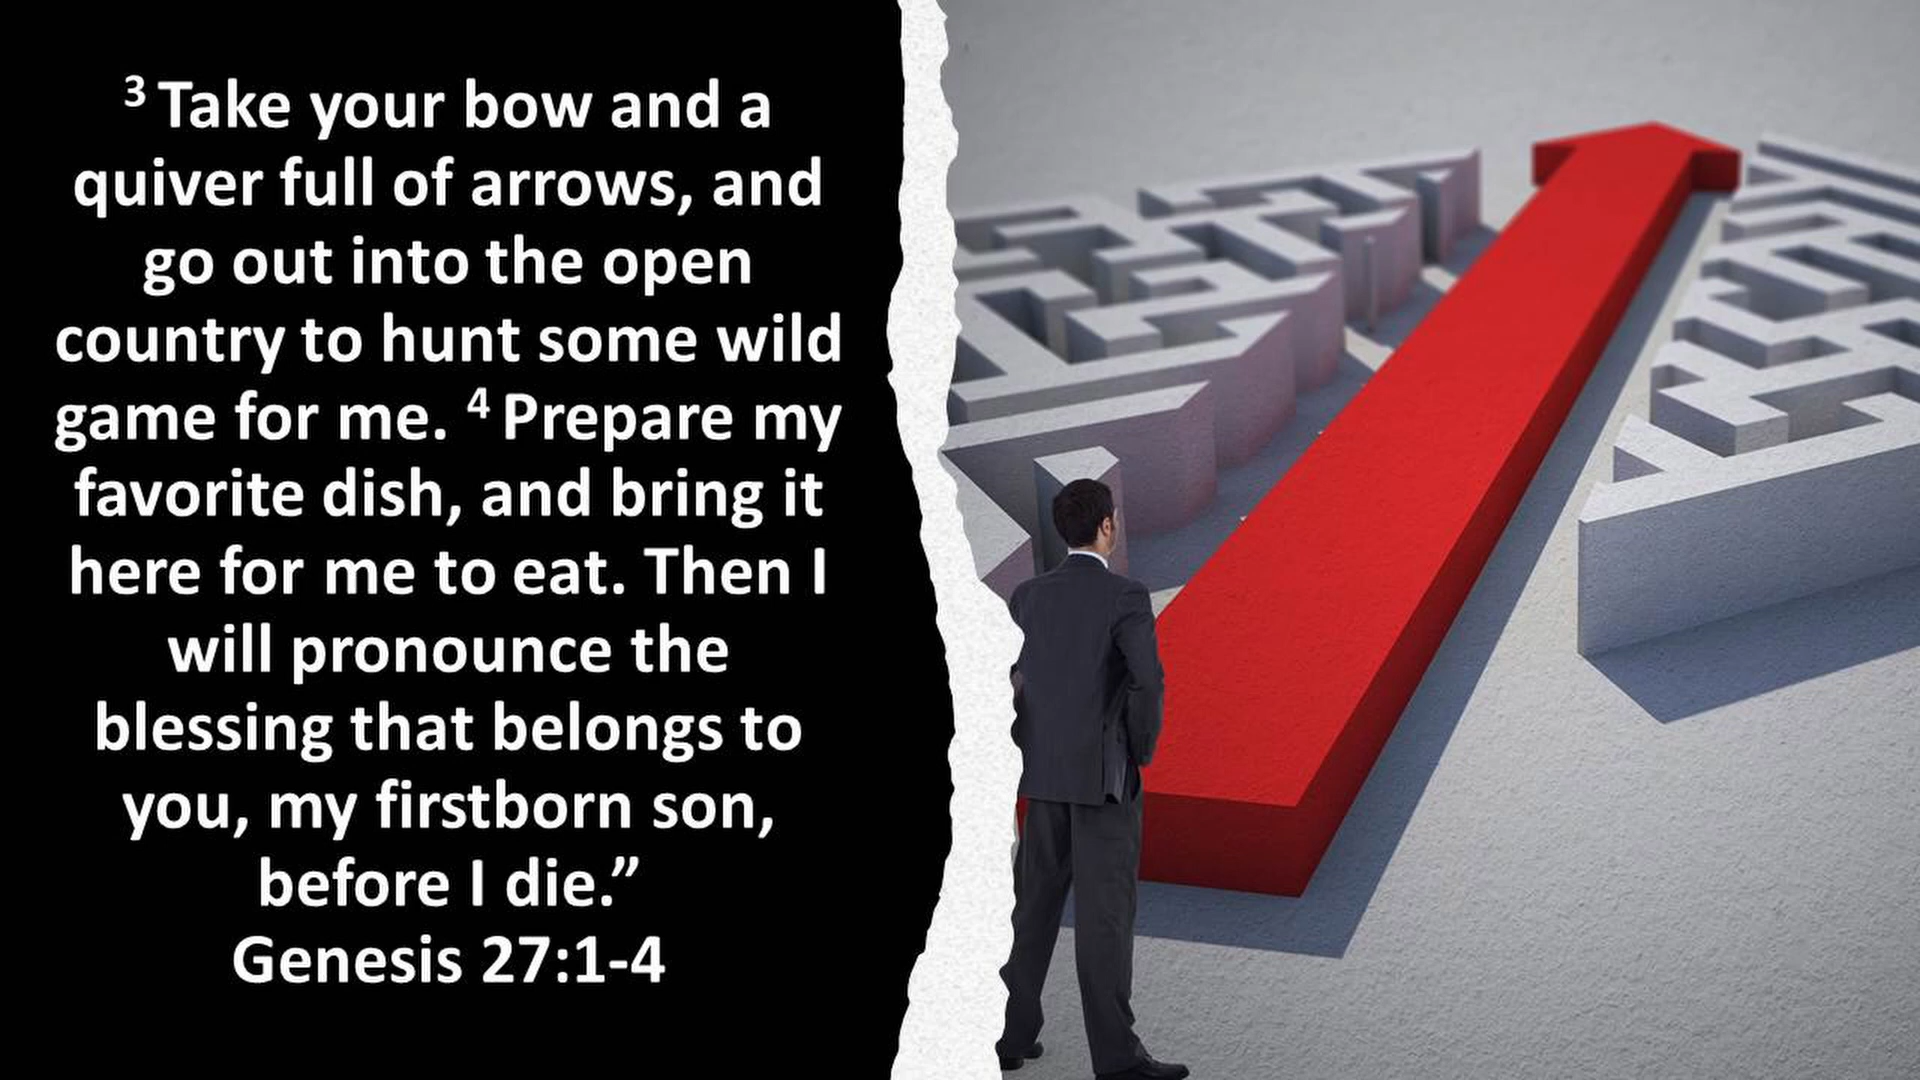 ³ Take your bow and a
quiver full of arrows, and
go out into the open
country to hunt some wild
game for me. ⁴ Prepare my
favorite dish, and bring it
here for me to eat. Then I
will pronounce the
blessing that belongs to
you, my firstborn son,
before I die.”
Genesis 27:1-4